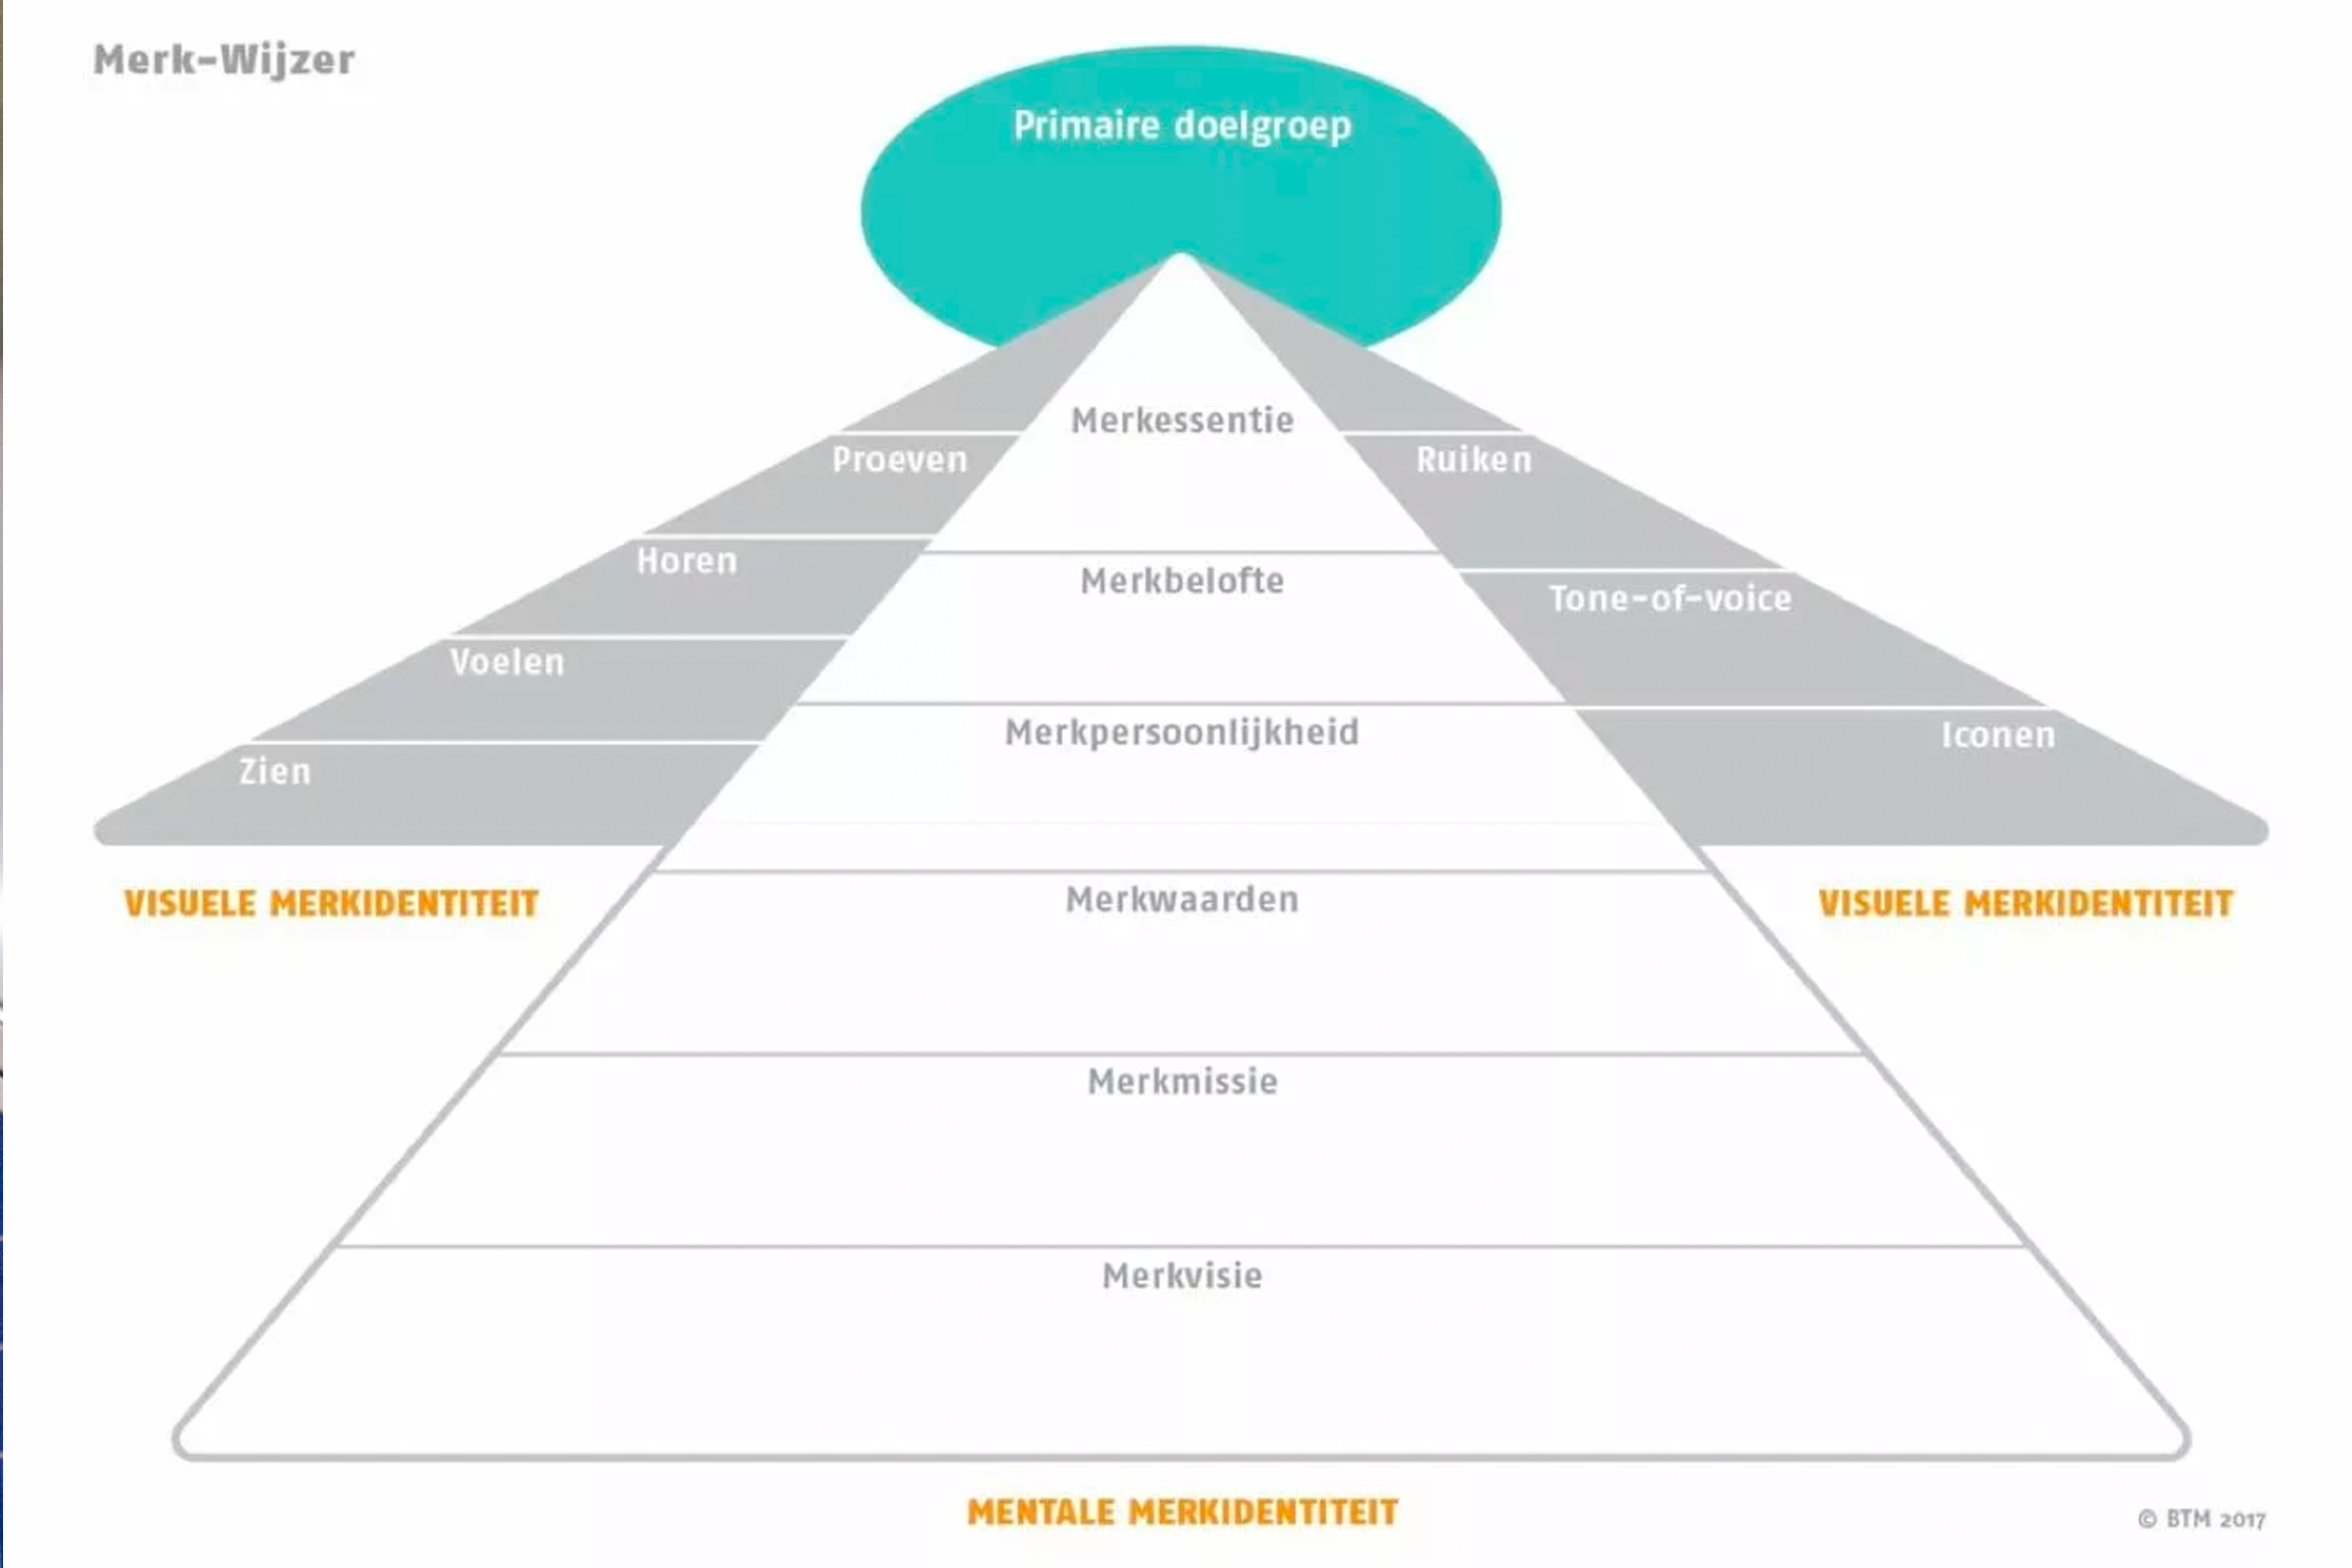 Merk-Wijzer
Primaire doelgroep
Merkessentie
Proeven
Ruiken
Horen
Merkbelofte
Tone-of-voice
Voelen
Merkpersoonlijkheid
Iconen
Zien
VISUELE MERKIDENTITEIT
Merkwaarden
VISUELE MERKIDENTITEIT
Merkmissie
Merkvisie
MENTALE MERKIDENTITEIT
© BTM 2017